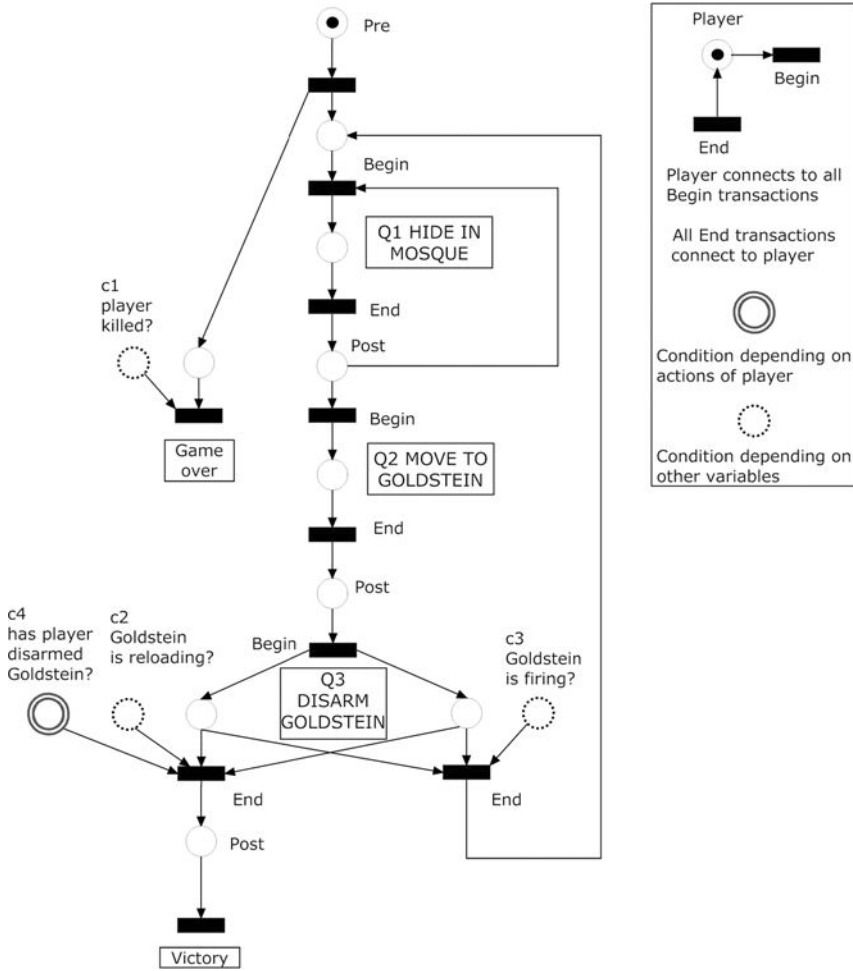 Pre
Begin
Q1 HIDE IN
MOSQUE
End
Post
c1
player
killed?
Game
over
Begin
Q2 MOVE TO
GOLDSTEIN
End
Post
c4
has player
disarmed
Goldstein?
c2
Goldstein
is reloading?
Begin
Q3
DISARM
GOLDSTEIN
c3
Goldstein
is firing?
End
End
Post
Victory
Player
Begin
End
Player connects to all
Begin transactions
All End transactions
connect to player
Condition depending on
actions of player
Condition depending on
other variables